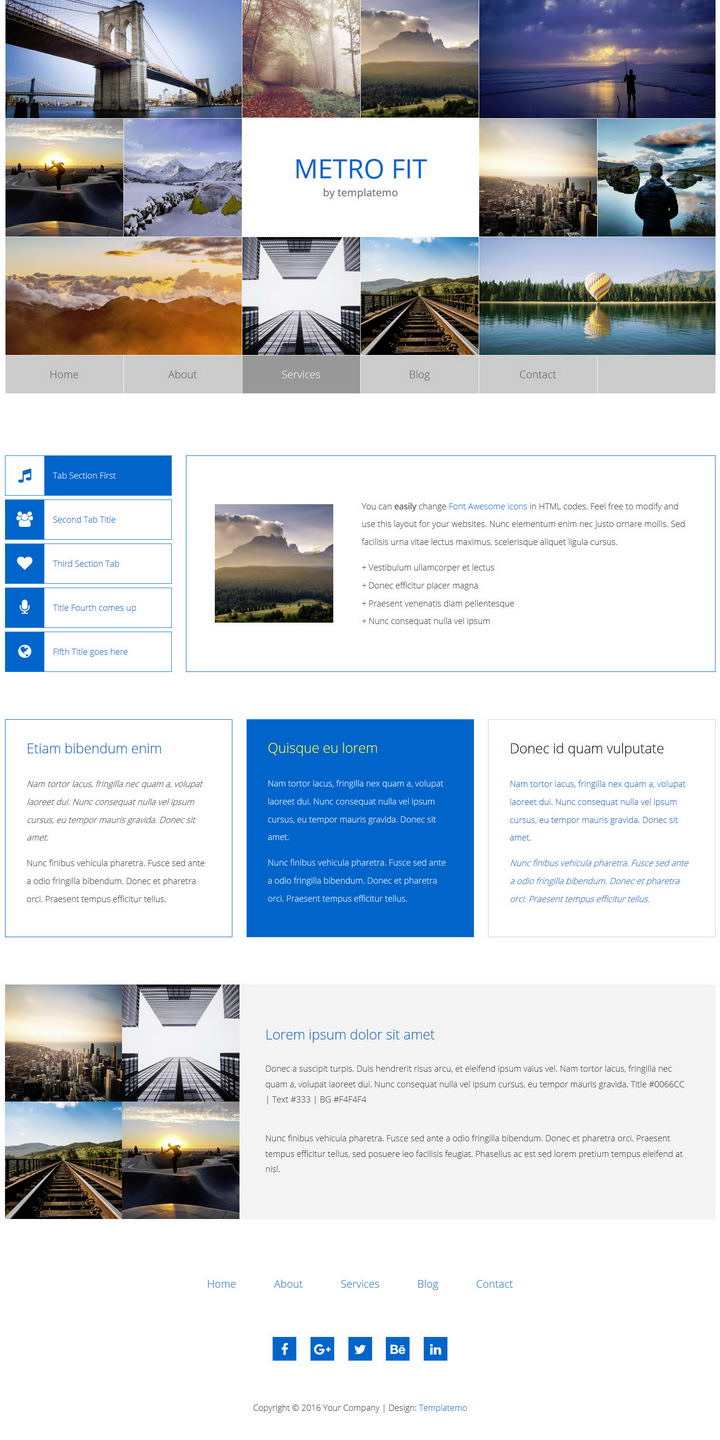 METRO FIT
by templatemo
Home
About
Services
Blog
Contact
Tab Section First
Second Tab Title
Third Section Tab
Title Fourth comes up
Fifth Title goes here
You can easily change Font Awesome icons in HTML codes. Feel free to modify and
use this layout for your websites. Nunc elementum enim nec justo ornare mollis. Sed
facilisis urna vitae lectus maximus, scelerisque aliquet ligula cursus.
+ Vestibulum ullamcorper et lectus
+ Donec efficitur placer magna
+ Praesent venenatis diam pellentesque
+ Nunc consequat nulla vel ipsum
Etiam bibendum enim
Nam tortor lacus, fringilla nec quam a, volupat
laoreet dui. Nunc consequat nulla vel ipsum
cursus, eu tempor mauris gravida. Donec sit
amet.
Nunc finibus vehicula pharetra. Fusce sed ante
a odio fringilla bibendum. Donec et pharetra
orci. Praesent tempus efficitur tellus.
Quisque eu lorem
Nam tortor lacus, fringilla nex quam a, volupat
laoreet dui. Nunc consequat nulla vel ipsum
cursus, eu tempor mauris gravida. Donec sit
amet.
Nunc finibus vehicula pharetra. Fusce sed ante
a odio fringilla bibendum. Donec et pharetra
orci. Praesent tempus efficitur tellus.
Donec id quam vulputate
Nam tortor lacus, fringilla nex quam a, volupat
laoreet dui. Nunc consequat nulla vel ipsum
cursus, eu tempor mauris gravida. Donec sit
amet.
Nunc finibus vehicula pharetra. Fusce sed ante
a odio fringilla bibendum. Donec et pharetra
orci. Praesent tempus efficitur tellus.
Lorem ipsum dolor sit amet
Donec a suscipit turpis. Duis hendrerit risus arcu, et eleifend ipsum valus vel. Nam tortor lacus, fringilla nec
quam a, volupat laoreet dui. Nunc consequat nulla vel ipsum cursus, eu tempor mauris gravida. Title #0066CC
| Text #333 | BG #F4F4F4
Nunc finibus vehicula pharetra. Fusce sed ante a odio fringilla bibendum. Donec et pharetra orci. Praesent
tempus efficitur tellus, sed posuere leo facilisis feugiat. Phasellus ac est sed lorem pretium tempus eleifend at
nisl.
Home
About
Services
Blog
Contact
f
G+
Bē
in
Copyright © 2016 Your Company | Design: Templatemo